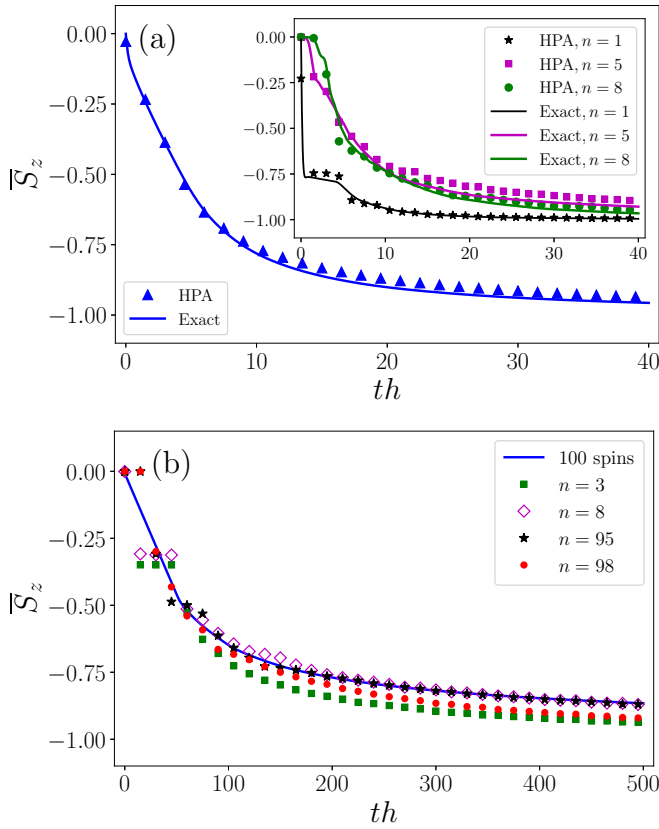 (a)
0.00
−0.25
−0.50
−0.75
−1.00
S̅_z
0 10 20 30 40
th
HPA
Exact
0.00
−0.25
−0.50
−0.75
−1.00
0 10 20 30 40
HPA, n = 1
HPA, n = 5
HPA, n = 8
Exact, n = 1
Exact, n = 5
Exact, n = 8
(b)
0.00
−0.25
−0.50
−0.75
−1.00
S̅_z
0 100 200 300 400 500
th
100 spins
n = 3
n = 8
n = 95
n = 98